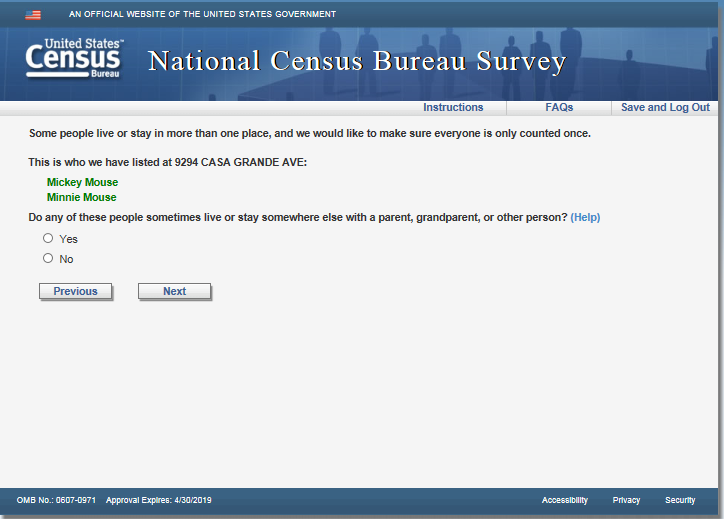 AN OFFICIAL WEBSITE OF THE UNITED STATES GOVERNMENT
United States™
Census
Bureau
National Census Bureau Survey
Instructions FAQs Save and Log Out
Some people live or stay in more than one place, and we would like to make sure everyone is only counted once.
This is who we have listed at 9294 CASA GRANDE AVE:
Mickey Mouse
Minnie Mouse
Do any of these people sometimes live or stay somewhere else with a parent, grandparent, or other person? (Help)
Yes
No
Previous Next
OMB No.: 0607-0971 Approval Expires: 4/30/2019 Accessibility Privacy Security